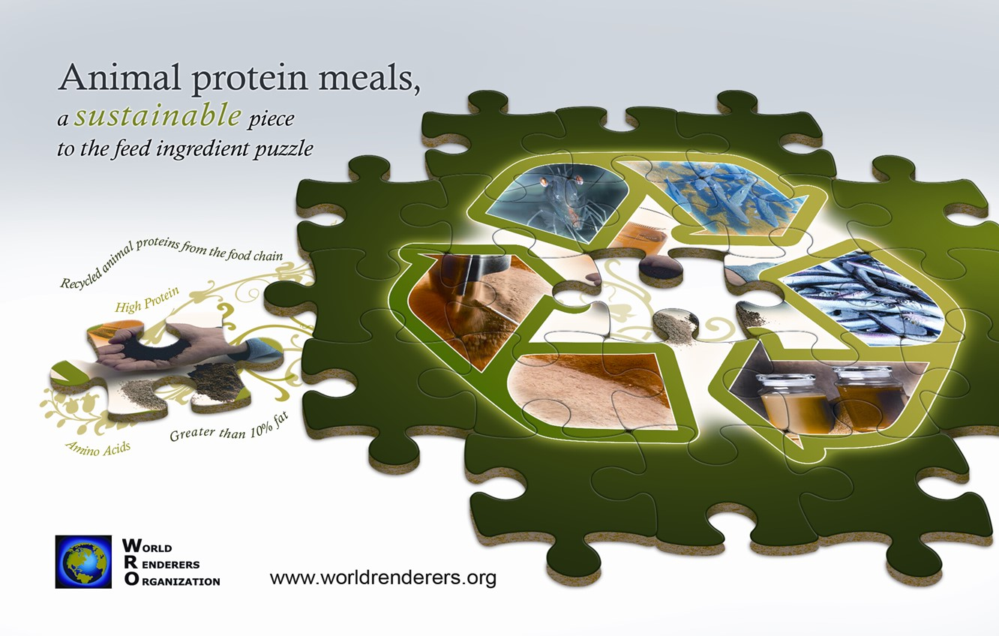 Animal protein meals,
a sustainable piece
to the feed ingredient puzzle
Recycled animal proteins from the food chain
High Protein
Greater than 10% fat
Amino Acids
WORLD
RENDERERS
ORGANIZATION
www.worldrenderers.org